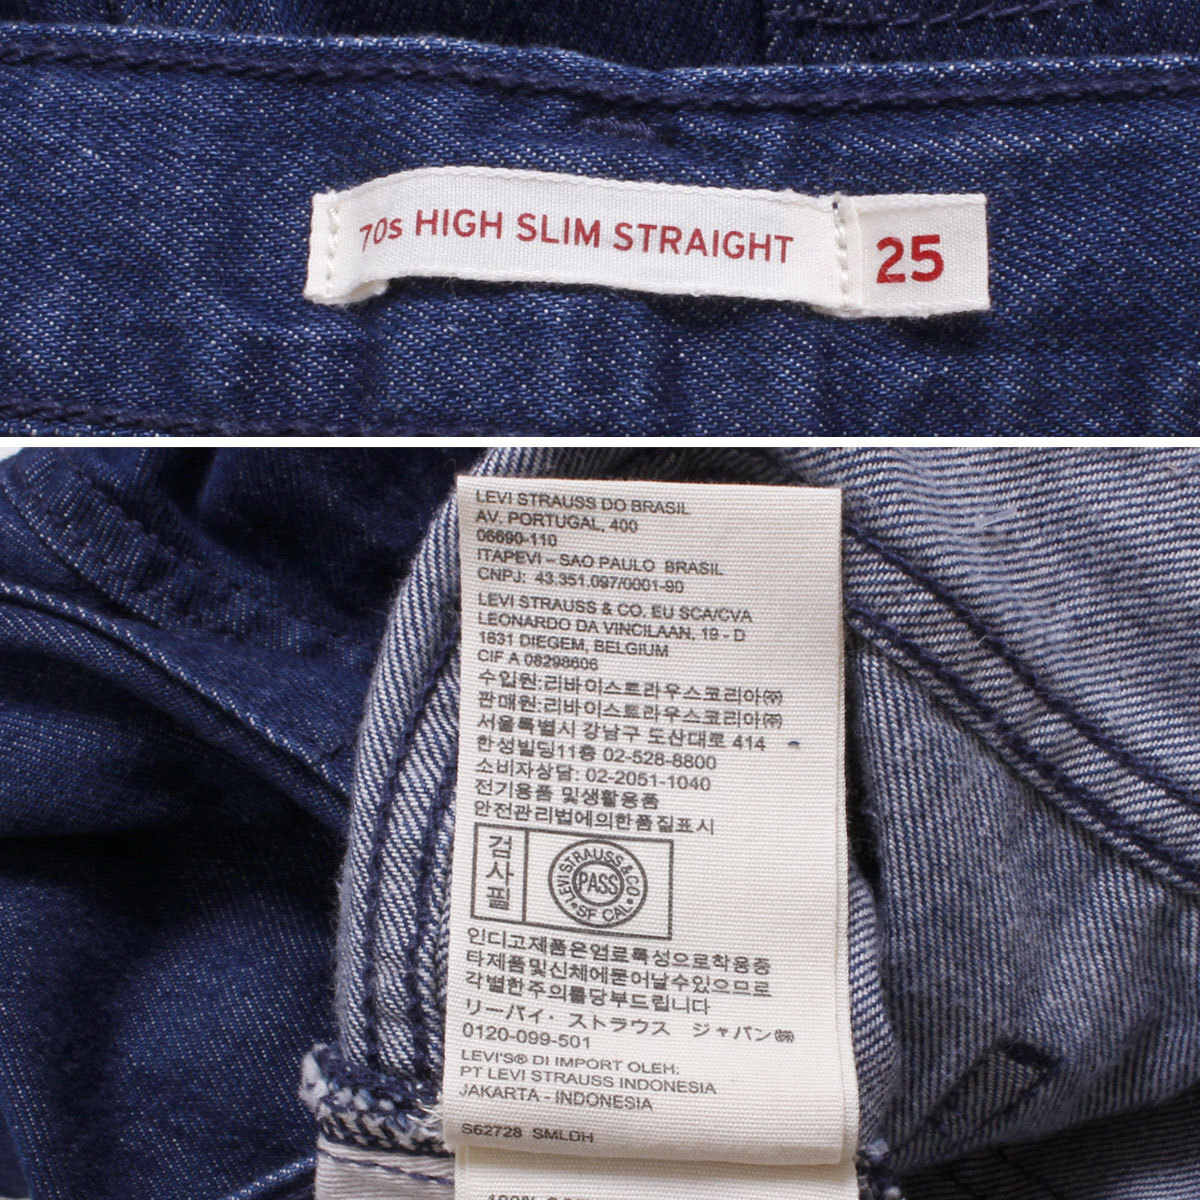 70s HIGH SLIM STRAIGHT 25
LEVI STRAUSS DO BRASIL
AV. PORTUGAL, 400
06690-110
ITAPEVI – SAO PAULO BRASIL
CNPJ: 43.351.097/0001-90
LEVI STRAUSS & CO. EU SCA/CVA
LEONARDO DA VINCILAAN, 19 - D
1831 DIEGEM, BELGIUM
CIF A 08298606
수입원:리바이스트라우스코리아㈜
판매원:리바이스트라우스코리아㈜
서울특별시 강남구 도산대로 414
한성빌딩11층 02-528-8800
소비자상담: 02-2051-1040
전기용품 및생활용품
안전관리법에의한품질표시
검사필
LEVI STRAUSS & CO.
PASS
SF CAL
인디고제품은염료특성으로착용중
타제품및신체에묻어날수있으므로
각별한주의를당부드립니다
リーバイ・ストラウス ジャパン㈱
0120-099-501
LEVI'S® DI IMPORT OLEH:
PT LEVI STRAUSS INDONESIA
JAKARTA - INDONESIA
S62728 SMLDH
100%